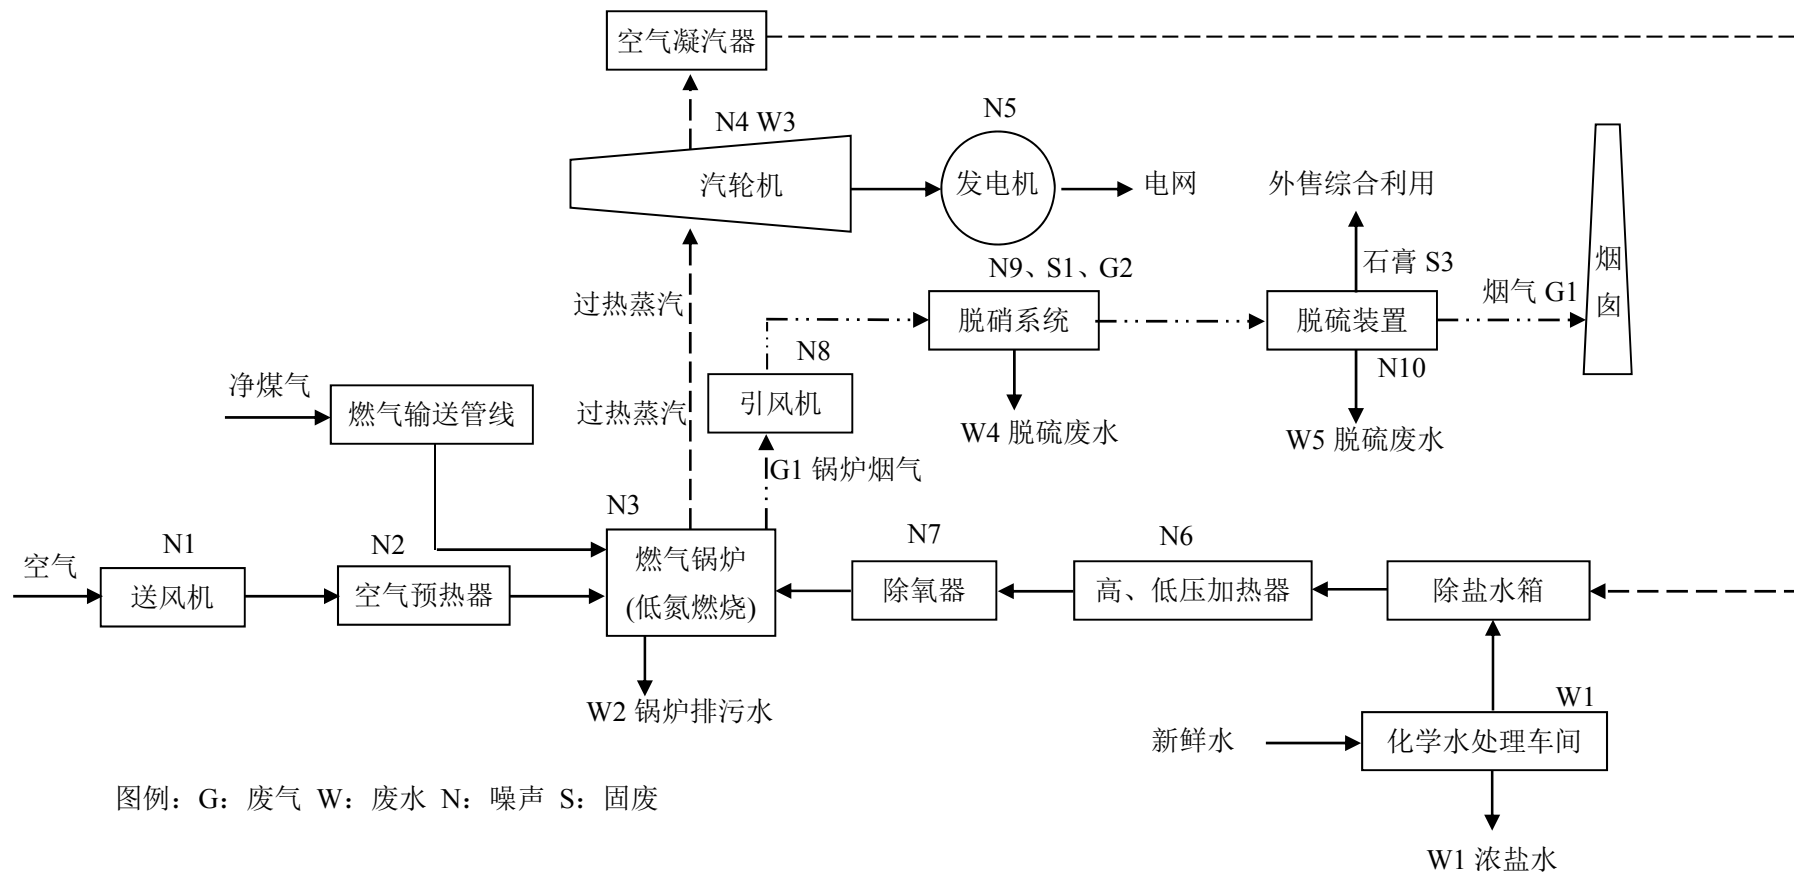 空气凝汽器
N4 W3
N5
汽轮机
发电机
电网
外售综合利用
N9、S1、G2
石膏 S3
烟气 G1
烟
囱
过热蒸汽
脱硝系统
脱硫装置
N8
N10
净煤气
燃气输送管线
过热蒸汽
引风机
W4 脱硫废水
W5 脱硫废水
G1 锅炉烟气
N3
N1
N2
N7
N6
空气
送风机
空气预热器
燃气锅炉
(低氮燃烧)
除氧器
高、低压加热器
除盐水箱
W2 锅炉排污水
W1
新鲜水
化学水处理车间
图例：G：废气 W：废水 N：噪声 S：固废
W1 浓盐水